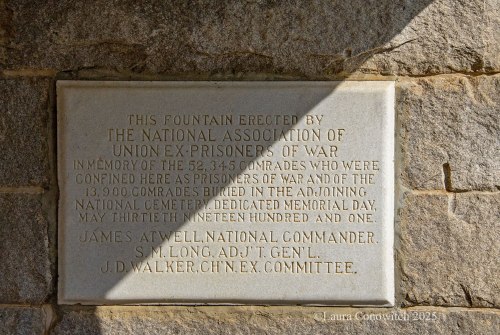 THIS FOUNTAIN ERECTED BY
THE NATIONAL ASSOCIATION OF
UNION EX-PRISONERS OF WAR
IN MEMORY OF THE 52,345 COMRADES WHO WERE
CONFINED HERE AS PRISONERS OF WAR AND OF THE
13,900 COMRADES BURIED IN THE ADJOINING
NATIONAL CEMETERY. DEDICATED MEMORIAL DAY,
MAY THIRTIETH NINETEEN HUNDRED AND ONE.
JAMES ATWELL, NATIONAL COMMANDER.
S.M. LONG, ADJ'T. GEN'L.
J.D. WALKER, CH'N. EX. COMMITTEE.
©Laura Conowitch 2025